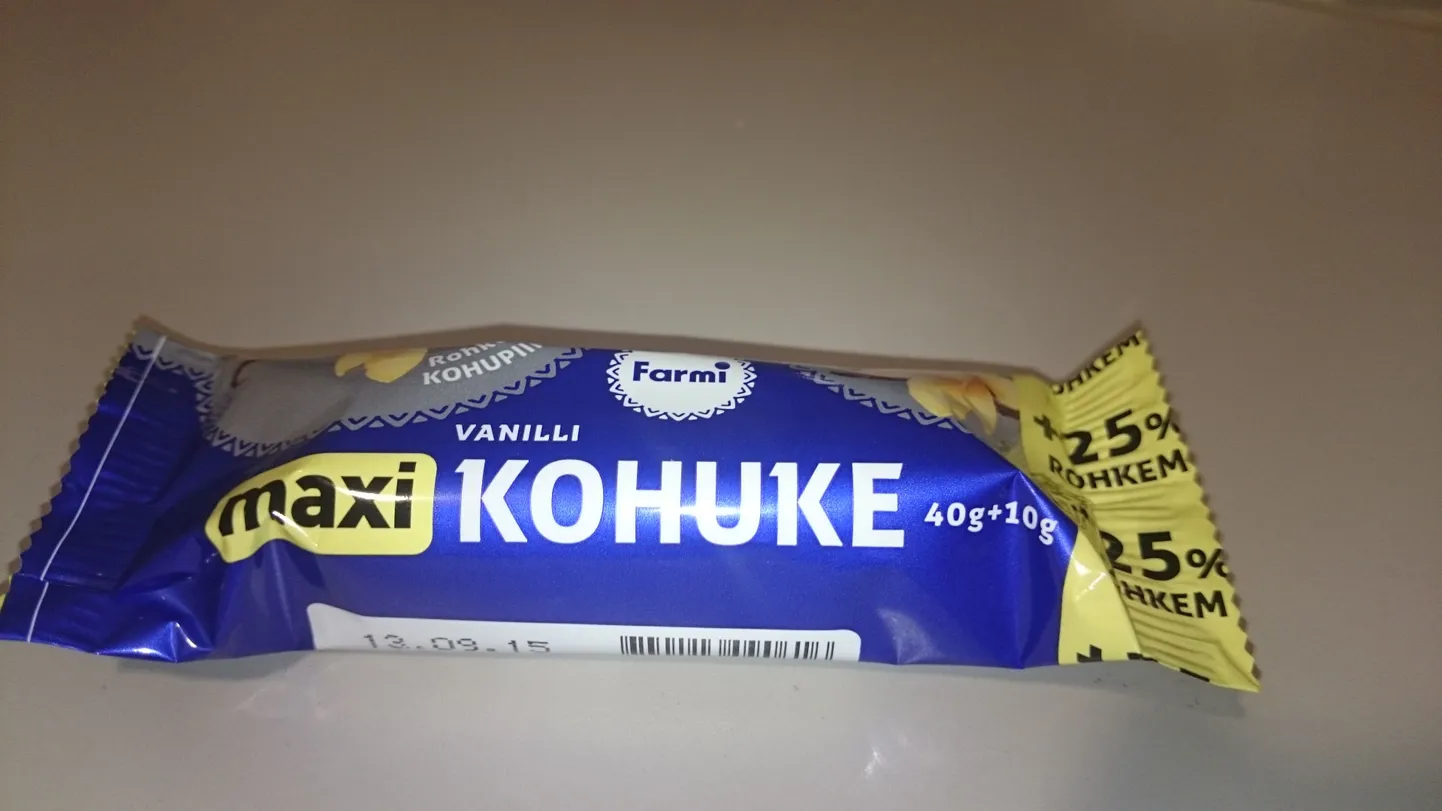 KOHUPII
Farmi
VANILLI
maxi KOHUKE 40g+10g
25%
ROHKEM
25%
13.09.15